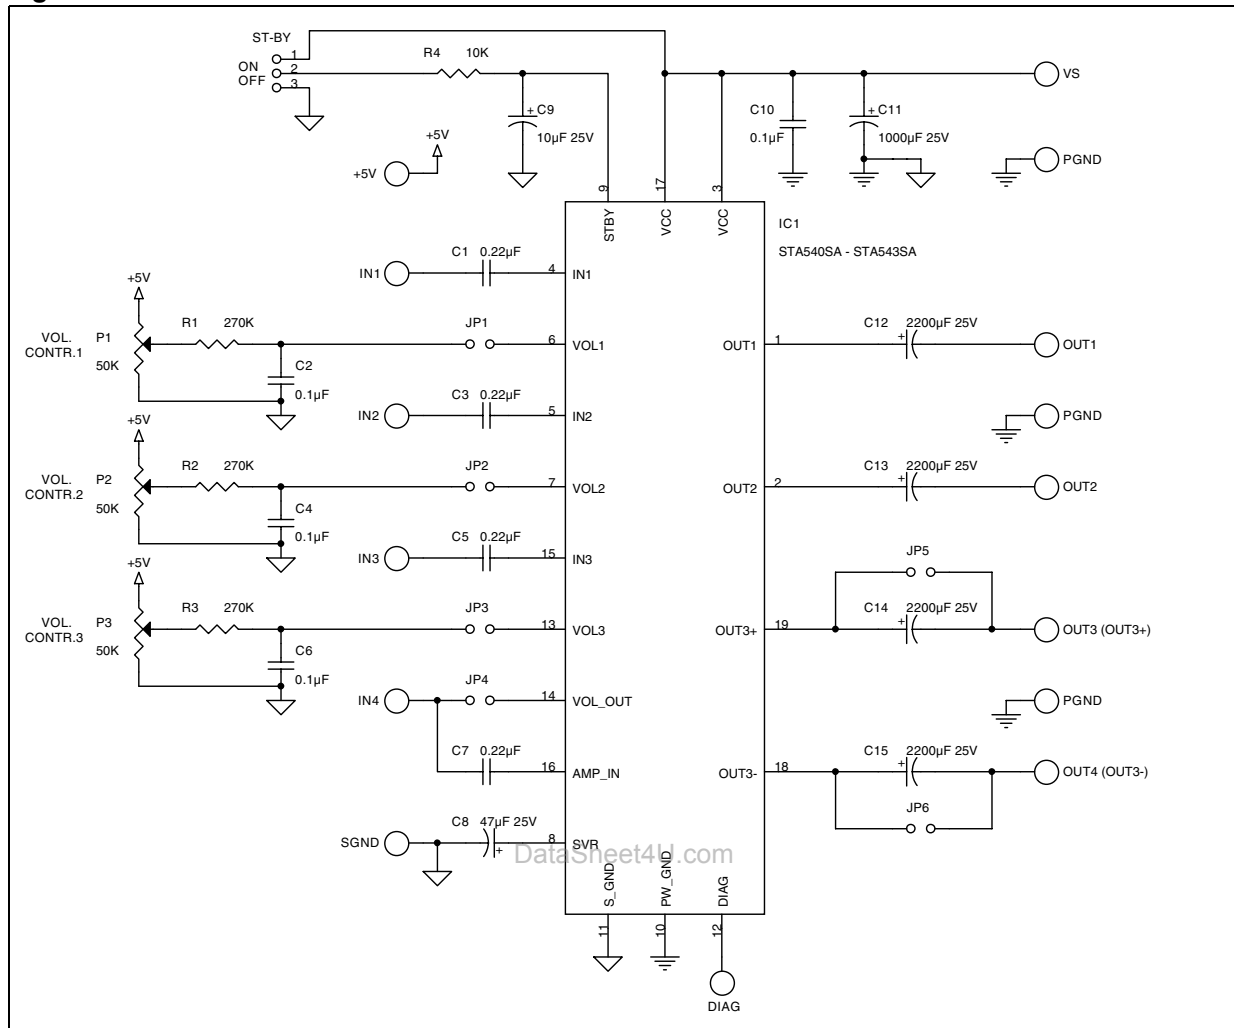 ST-BY
1
ON 2
OFF 3
R4 10K
+ C9
10µF 25V
C10
0.1µF
+ C11
1000µF 25V
VS
PGND
+5V
+5V
9
17
3
STBY
VCC
VCC
IC1
STA540SA - STA543SA
IN1
C1 0.22µF
4 IN1
+5V
VOL.
CONTR.1
P1
50K
R1 270K
C2
0.1µF
JP1
6 VOL1
OUT1 1
C12 2200µF 25V
+
OUT1
IN2
C3 0.22µF
5 IN2
PGND
+5V
VOL.
CONTR.2
P2
50K
R2 270K
C4
0.1µF
JP2
7 VOL2
OUT2 2
C13 2200µF 25V
+
OUT2
IN3
C5 0.22µF
15 IN3
JP5
+5V
VOL.
CONTR.3
P3
50K
R3 270K
C6
0.1µF
JP3
13 VOL3
OUT3+ 19
C14 2200µF 25V
+
OUT3 (OUT3+)
IN4
JP4
14 VOL_OUT
PGND
C7 0.22µF
16 AMP_IN
OUT3- 18
C15 2200µF 25V
+
OUT4 (OUT3-)
JP6
SGND
C8 47µF 25V
+
8 SVR
DataSheet4U.com
S_GND
PW_GND
DIAG
11
10
12
DIAG